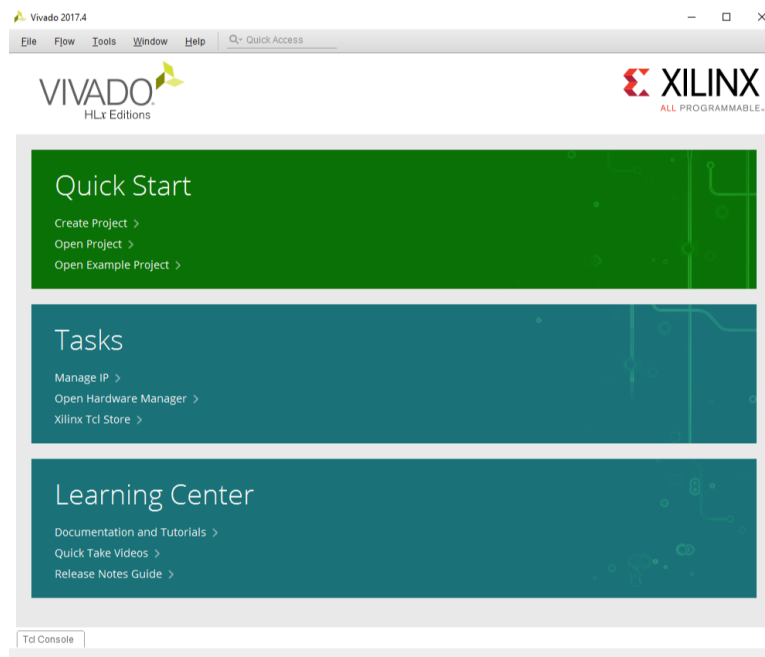 Vivado 2017.4
File Flow Tools Window Help Quick Access
VIVADO.
HLx Editions
XILINX
ALL PROGRAMMABLE™
Quick Start
Create Project >
Open Project >
Open Example Project >
Tasks
Manage IP >
Open Hardware Manager >
Xilinx Tcl Store >
Learning Center
Documentation and Tutorials >
Quick Take Videos >
Release Notes Guide >
Tcl Console